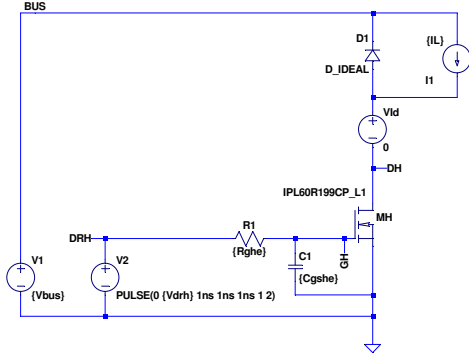 BUS
D1
{IL}
D_IDEAL
I1
Vld
0
DH
IPL60R199CP_L1
MH
R1
DRH
{Rghe}
GH
C1
{Cgshe}
V1
{Vbus}
V2
PULSE(0 {Vdrh} 1ns 1ns 1ns 1 2)